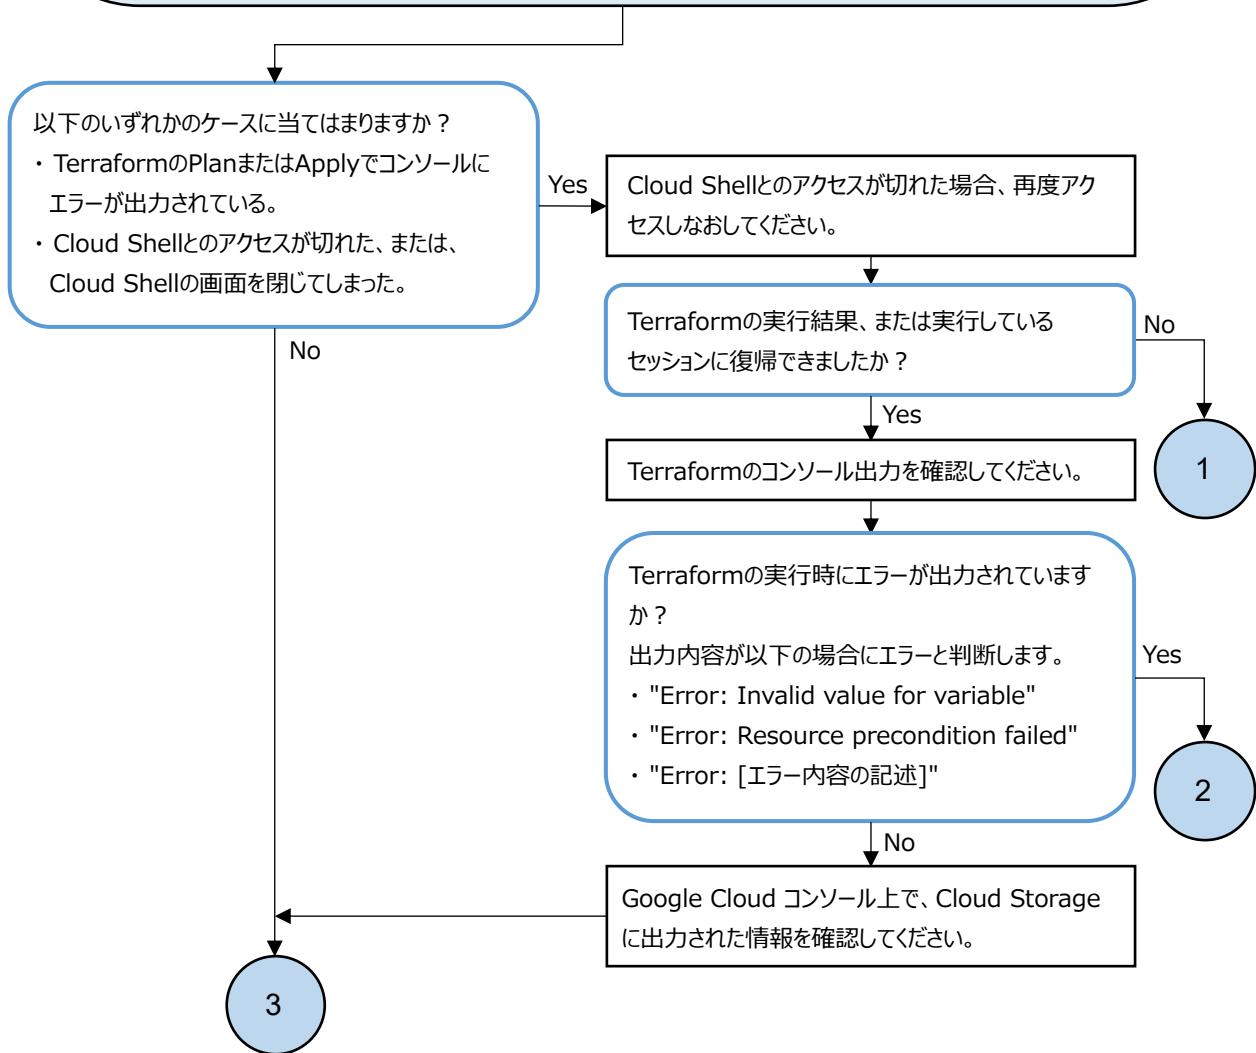 以下のいずれかのケースに当てはまりますか？
・ TerraformのPlanまたはApplyでコンソールに
エラーが出力されている。
・ Cloud Shellとのアクセスが切れた、または、
Cloud Shellの画面を閉じてしまった。
Yes
Cloud Shellとのアクセスが切れた場合、再度アク
セスしなおしてください。
No
Terraformの実行結果、または実行している
セッションに復帰できましたか？
No
Yes
1
Terraformのコンソール出力を確認してください。
Terraformの実行時にエラーが出力されています
か？
出力内容が以下の場合にエラーと判断します。
・ "Error: Invalid value for variable"
・ "Error: Resource precondition failed"
・ "Error: [エラー内容の記述]"
Yes
2
No
Google Cloud コンソール上で、Cloud Storage
に出力された情報を確認してください。
3